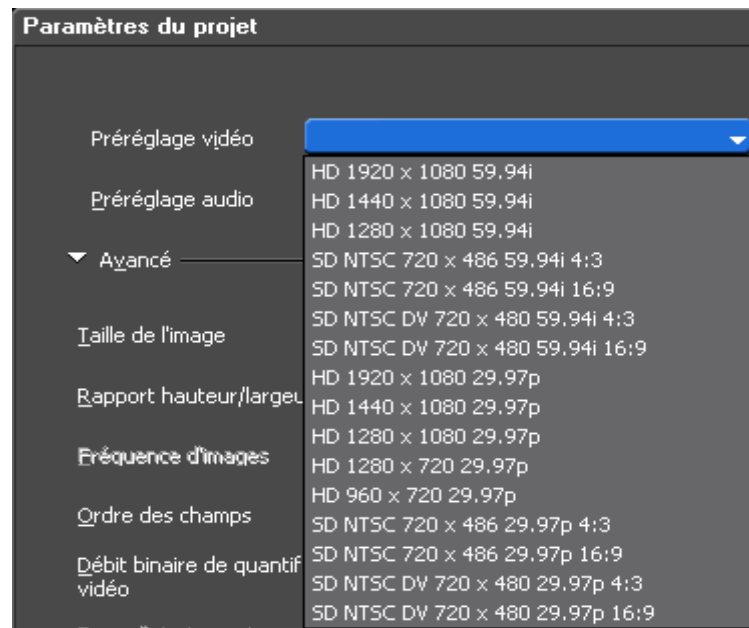 Paramètres du projet
Préréglage vidéo
HD 1920 x 1080 59.94i
Préréglage audio
HD 1440 x 1080 59.94i
HD 1280 x 1080 59.94i
Avancé
SD NTSC 720 x 486 59.94i 4:3
SD NTSC 720 x 486 59.94i 16:9
SD NTSC DV 720 x 480 59.94i 4:3
Taille de l'image
SD NTSC DV 720 x 480 59.94i 16:9
HD 1920 x 1080 29.97p
Rapport hauteur/largeu
HD 1440 x 1080 29.97p
HD 1280 x 1080 29.97p
Fréquence d'images
HD 1280 x 720 29.97p
HD 960 x 720 29.97p
Ordre des champs
SD NTSC 720 x 486 29.97p 4:3
SD NTSC 720 x 486 29.97p 16:9
Débit binaire de quantif
vidéo
SD NTSC DV 720 x 480 29.97p 4:3
SD NTSC DV 720 x 480 29.97p 16:9